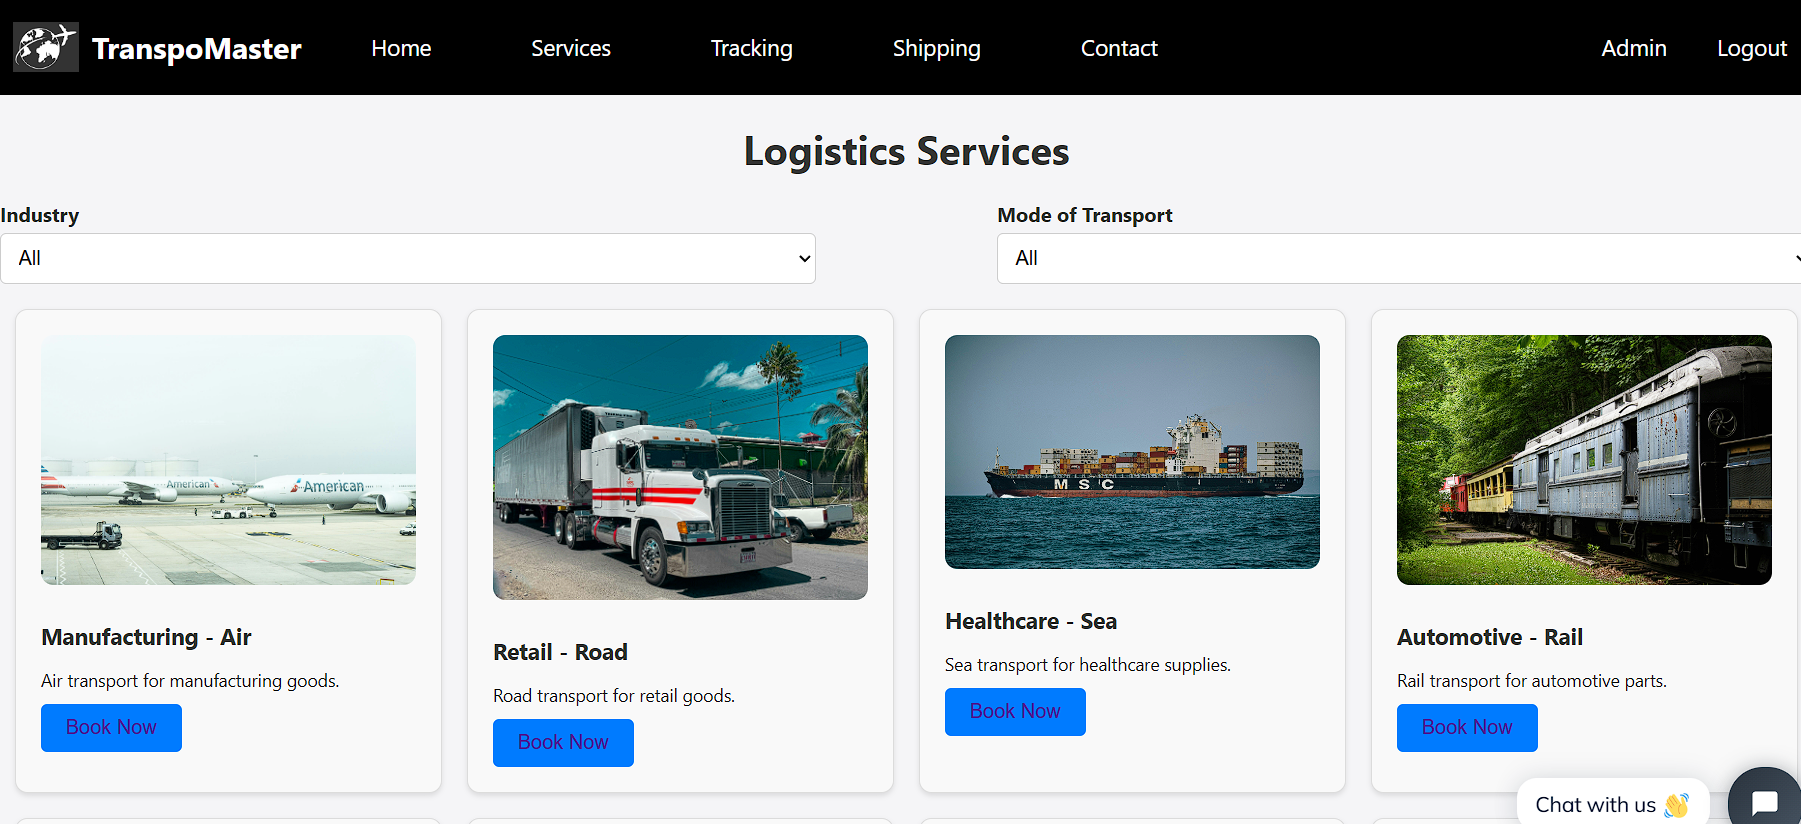 TranspoMaster Home Services Tracking Shipping Contact Admin Logout
Logistics Services
Industry
All
Mode of Transport
All
American
American
Manufacturing - Air
Air transport for manufacturing goods.
Book Now
Retail - Road
Road transport for retail goods.
Book Now
MSC
Healthcare - Sea
Sea transport for healthcare supplies.
Book Now
Automotive - Rail
Rail transport for automotive parts.
Book Now
Chat with us 👋